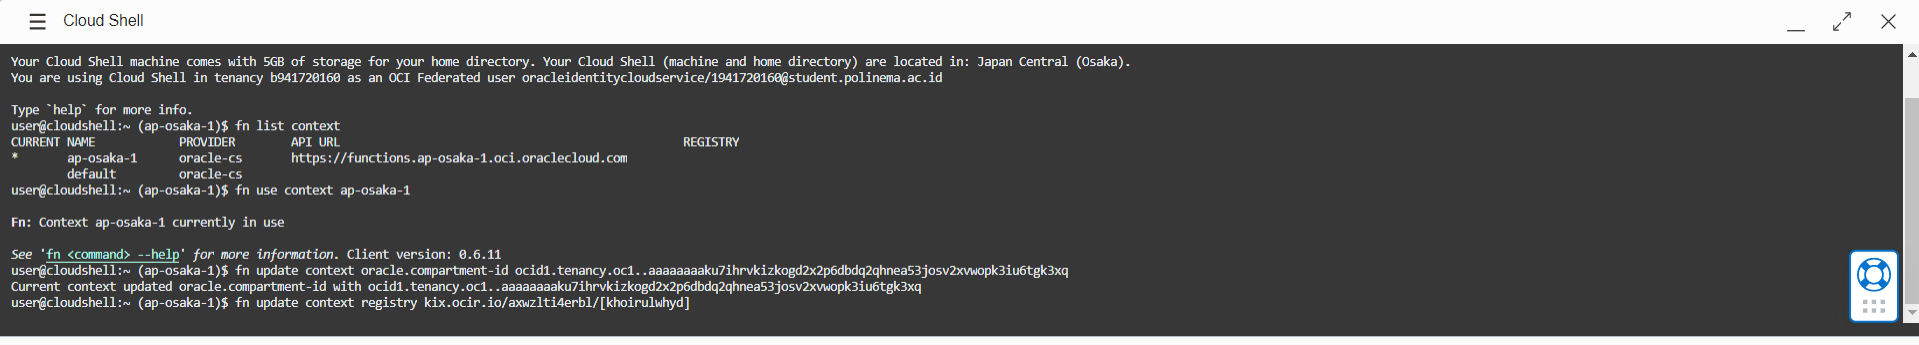 Cloud Shell
Your Cloud Shell machine comes with 5GB of storage for your home directory. Your Cloud Shell (machine and home directory) are located in: Japan Central (Osaka).
You are using Cloud Shell in tenancy b941720160 as an OCI Federated user oracleidentitycloudservice/1941720160@student.polinema.ac.id
Type `help` for more info.
user@cloudshell:~ (ap-osaka-1)$ fn list context
CURRENT NAME PROVIDER API URL REGISTRY
* ap-osaka-1 oracle-cs https://functions.ap-osaka-1.oci.oraclecloud.com
default oracle-cs
user@cloudshell:~ (ap-osaka-1)$ fn use context ap-osaka-1
Fn: Context ap-osaka-1 currently in use
See 'fn <command> --help' for more information. Client version: 0.6.11
user@cloudshell:~ (ap-osaka-1)$ fn update context oracle.compartment-id ocid1.tenancy.oc1..aaaaaaaaku7ihrvkizkogd2x2p6dbdq2qhnea53josv2xvwopk3iu6tgk3xq
Current context updated oracle.compartment-id with ocid1.tenancy.oc1..aaaaaaaaku7ihrvkizkogd2x2p6dbdq2qhnea53josv2xvwopk3iu6tgk3xq
user@cloudshell:~ (ap-osaka-1)$ fn update context registry kix.ocir.io/axwzlti4erbl/[khoirulwhyd]